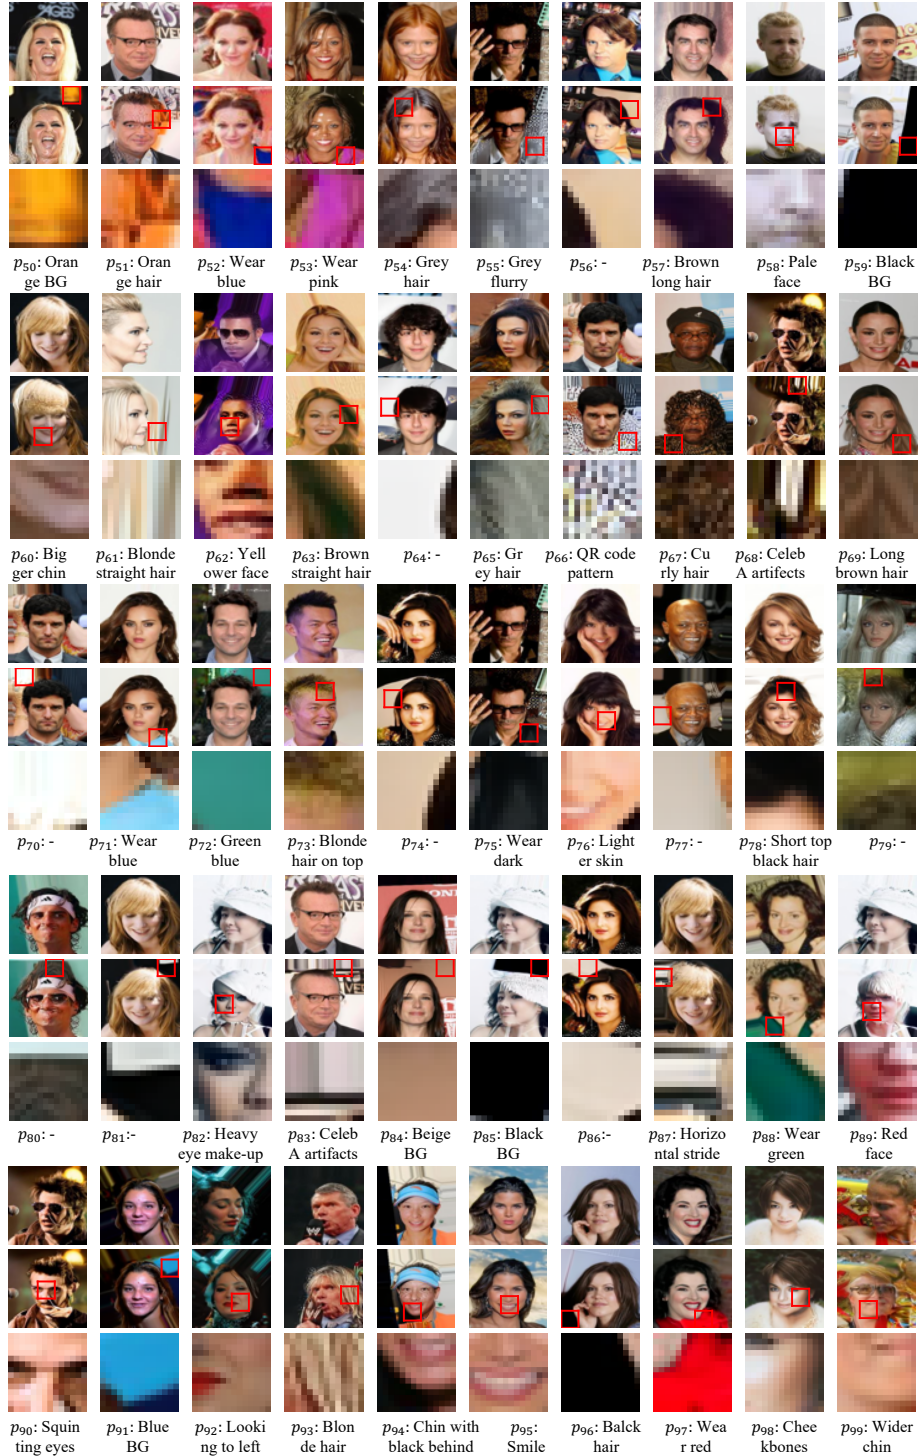 p50: Oran p51: Oran p52: Wear p53: Wear p54: Grey p55: Grey p56: - p57: Brown p58: Pale p59: Black
ge BG ge hair blue pink hair flurry long hair face BG
p60: Big p61: Blonde p62: Yell p63: Brown p64: - p65: Gr p66: QR code p67: Cu p68: Celeb p69: Long
ger chin straight hair ower face straight hair ey hair pattern rly hair A artifects brown hair
p70: - p71: Wear p72: Green p73: Blonde p74: - p75: Wear p76: Light p77: - p78: Short top p79: -
blue blue hair on top dark er skin black hair
p80: - p81:- p82: Heavy p83: Celeb p84: Beige p85: Black p86:- p87: Horizo p88: Wear p89: Red
eye make-up A artifacts BG BG ntal stride green face
p90: Squin p91: Blue p92: Looki p93: Blon p94: Chin with p95: p96: Balck p97: Wea p98: Chee p99: Wider
ting eyes BG ng to left de hair black behind Smile hair r red kbones chin